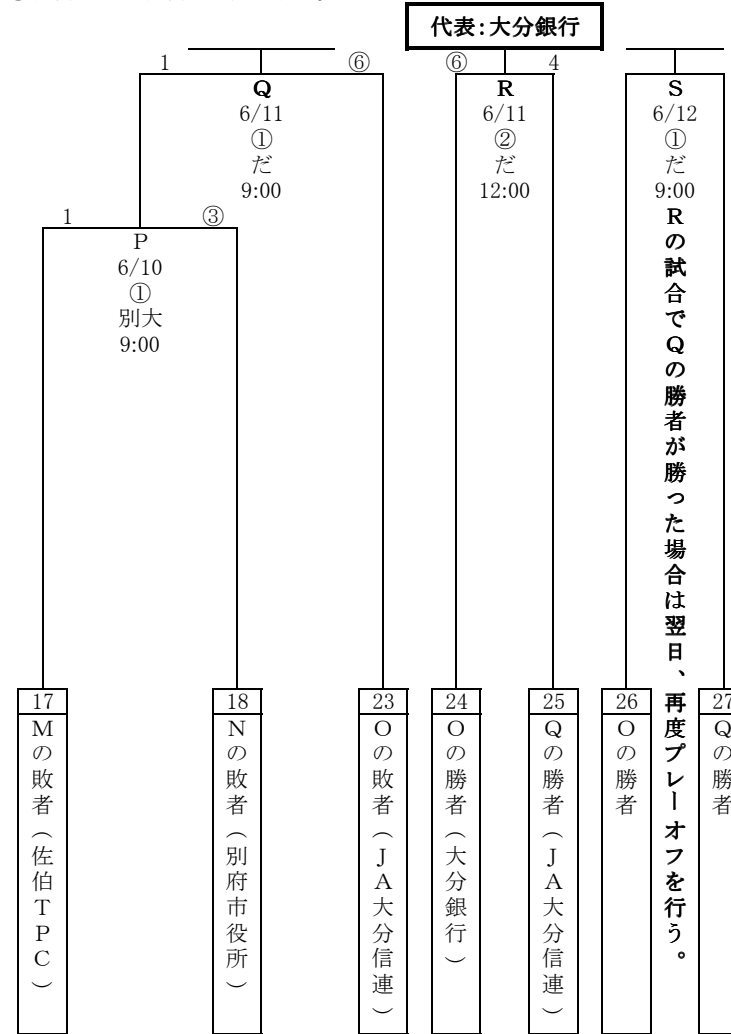 代表：大分銀行
1 ⑥
Q
6/11
①
だ
9:00
⑥ 4
R
6/11
②
だ
12:00
S
6/12
①
だ
9:00
Rの試合でQの勝者が勝った場合は翌日、再度プレーオフを行う。
1 ③
P
6/10
①
別大
9:00
17
Mの敗者（佐伯TPC）
18
Nの敗者（別府市役所）
23
Oの敗者（JA大分信連）
24
Oの勝者（大分銀行）
25
Qの勝者（JA大分信連）
26
Oの勝者
27
Qの勝者